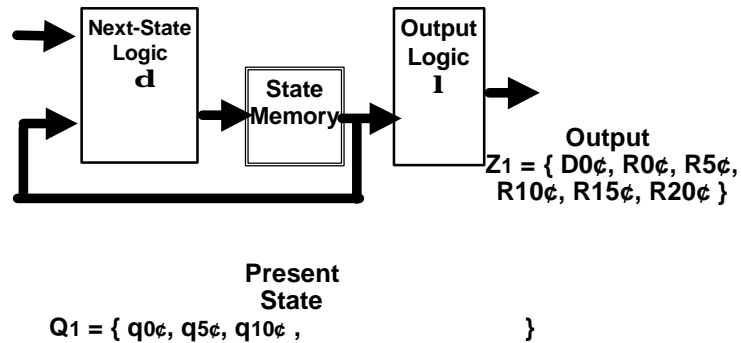 Next-State
Logic
d
State
Memory
Output
Logic
l
Output
Z1 = { D0¢, R0¢, R5¢,
R10¢, R15¢, R20¢ }
Present
State
Q1 = { q0¢, q5¢, q10¢ , }